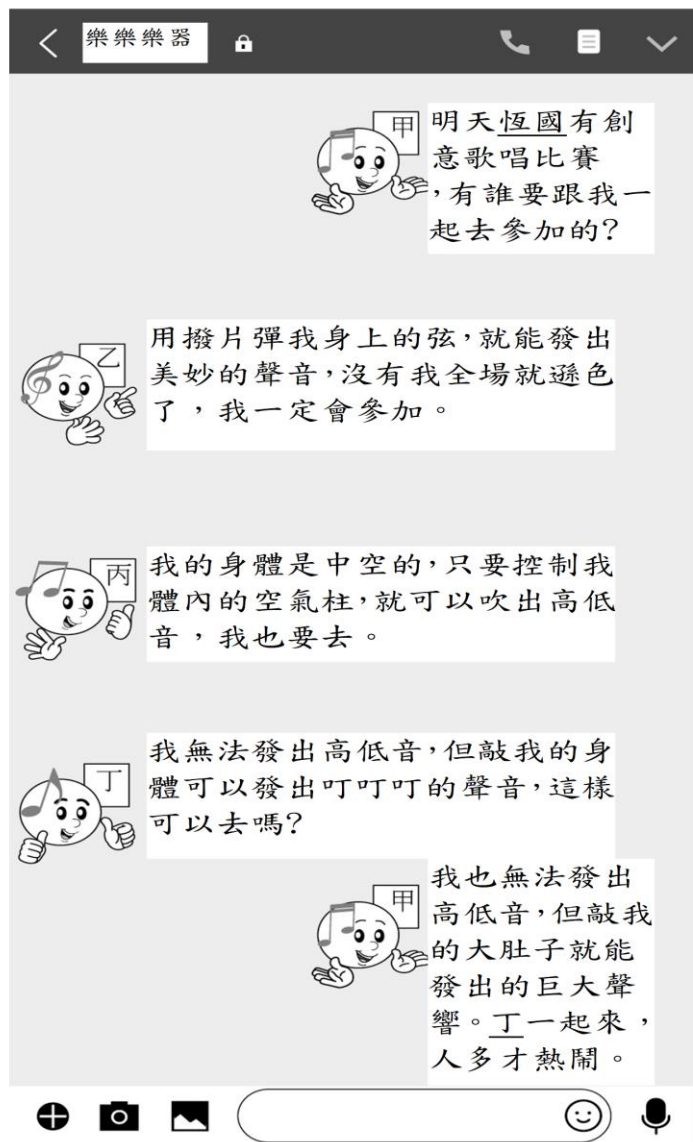 樂樂樂器
甲
明天恆國有創
意歌唱比賽
,有誰要跟我一
起去參加的?
乙
用撥片彈我身上的弦,就能發出
美妙的聲音,沒有我全場就遜色
了,我一定會參加。
丙
我的身體是中空的,只要控制我
體內的空氣柱,就可以吹出高低
音,我也要去。
丁
我無法發出高低音,但敲我的身
體可以發出叮叮叮的聲音,這樣
可以去嗎?
甲
我也無法發出
高低音,但敲我
的大肚子就能
發出的巨大聲
響。丁一起來,
人多才熱鬧。